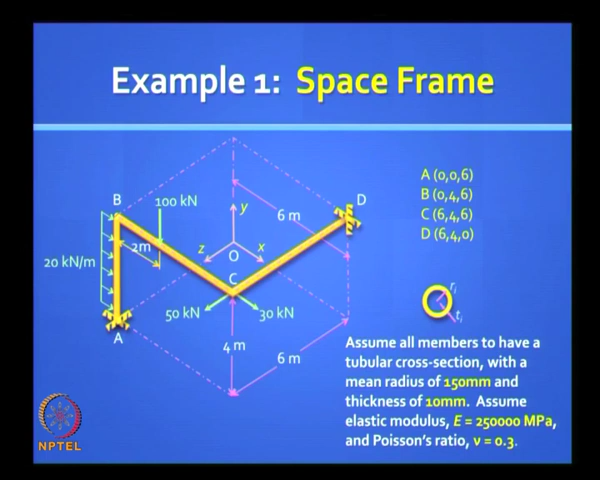 Example 1: Space Frame
B
100 kN
y
6 m
D
2m
z
O
x
20 kN/m
C
A
50 kN
30 kN
4 m
6 m
A (0,0,6)
B (0,4,6)
C (6,4,6)
D (6,4,0)
ri
ti
Assume all members to have a
tubular cross-section, with a
mean radius of 150mm and
thickness of 10mm. Assume
elastic modulus, E = 250000 MPa,
and Poisson's ratio, ν = 0.3.
NPTEL